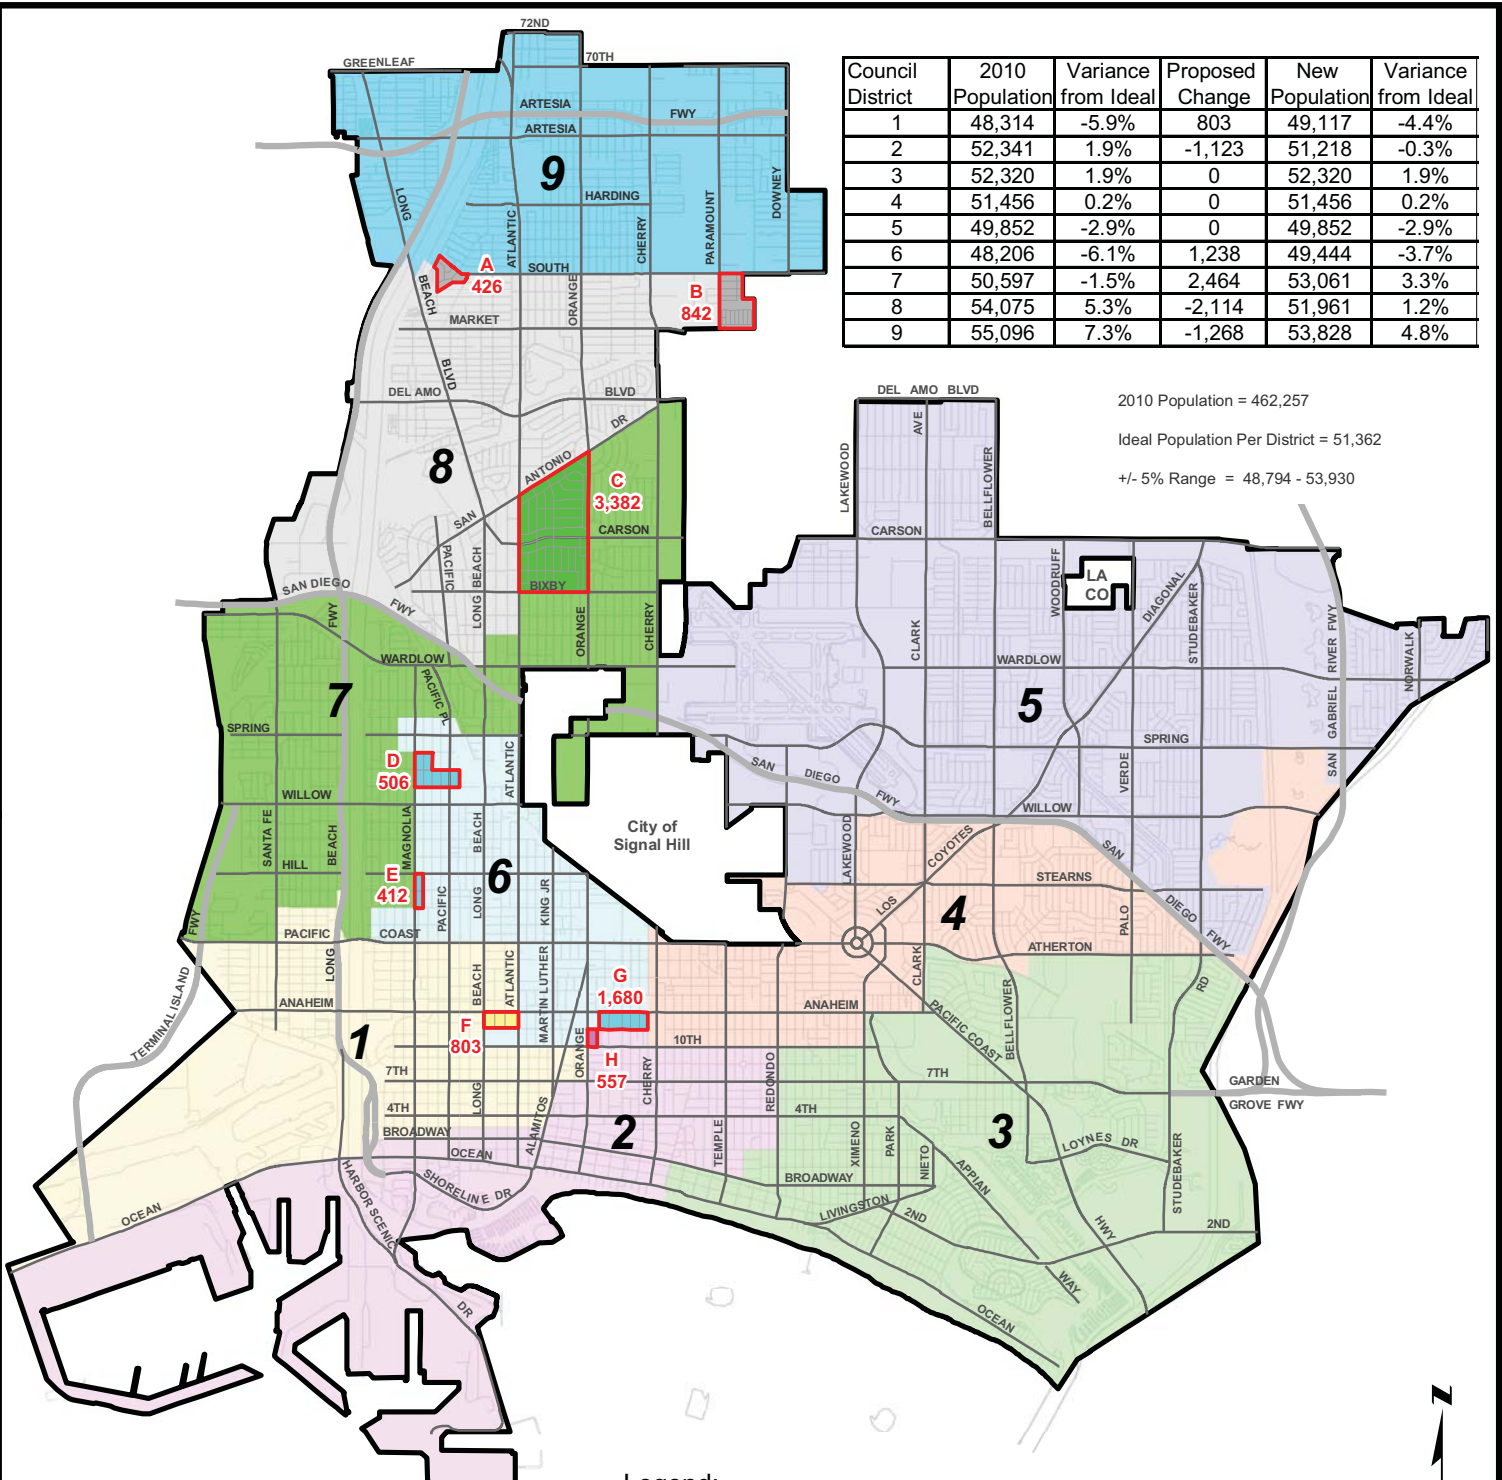 72ND
GREENLEAF
70TH
ARTESIA
FWY
ARTESIA
9
LONG
HARDING
ATLANTIC
CHERRY
PARAMOUNT
DOWNEY
A
426
SOUTH
BEACH
ORANGE
B
842
MARKET
BLVD
DEL AMO
BLVD
Council District | 2010 Population | Variance from Ideal | Proposed Change | New Population | Variance from Ideal
1 48,314 -5.9% 803 49,117 -4.4%
2 52,341 1.9% -1,123 51,218 -0.3%
3 52,320 1.9% 0 52,320 1.9%
4 51,456 0.2% 0 51,456 0.2%
5 49,852 -2.9% 0 49,852 -2.9%
6 48,206 -6.1% 1,238 49,444 -3.7%
7 50,597 -1.5% 2,464 53,061 3.3%
8 54,075 5.3% -2,114 51,961 1.2%
9 55,096 7.3% -1,268 53,828 4.8%
2010 Population = 462,257
Ideal Population Per District = 51,362
+/- 5% Range = 48,794 - 53,930
DEL AMO BLVD
AVE
LAKEWOOD
BELLFLOWER
8
SAN ANTONIO DR
C
3,382
CARSON
CARSON
PACIFIC
LONG BEACH
BIXBY
SAN DIEGO
FWY
FWY
ORANGE
CHERRY
WOODRUFF
LA
CO
DIAGONAL
STUDEBAKER
CLARK
SAN GABRIEL RIVER FWY
NORWALK
WARDLOW
WARDLOW
7
PACIFIC PL
5
SPRING
SPRING
D
506
ATLANTIC
SAN DIEGO FWY
VERDE
WILLOW
WILLOW
SANTA FE
BEACH
MAGNOLIA
BEACH
City of
Signal Hill
LAKEWOOD
COYOTES
SAN
HILL
E
412
6
STEARNS
PACIFIC
LONG
KING JR
LOS
4
PALO
DIEGO
FWY
FWY
PACIFIC
COAST
ATHERTON
LONG
BEACH
ATLANTIC
MARTIN LUTHER
CLARK
G
1,680
RD
TERMINAL ISLAND
ANAHEIM
ANAHEIM
BELLFLOWER
PACIFIC COAST
F
803
1
ORANGE
10TH
H
557
7TH
LONG
CHERRY
REDONDO
7TH
GARDEN
GROVE FWY
4TH
4TH
BROADWAY
ALAMITOS
2
TEMPLE
XIMENO
PARK
3
LOYNES DR
OCEAN
NIETO
STUDEBAKER
HARBOR SCENIC
SHORELINE DR
BROADWAY
APPIAN
OCEAN
LIVINGSTON
2ND
HWY
2ND
WAY
DR
OCEAN
Z
Legend: